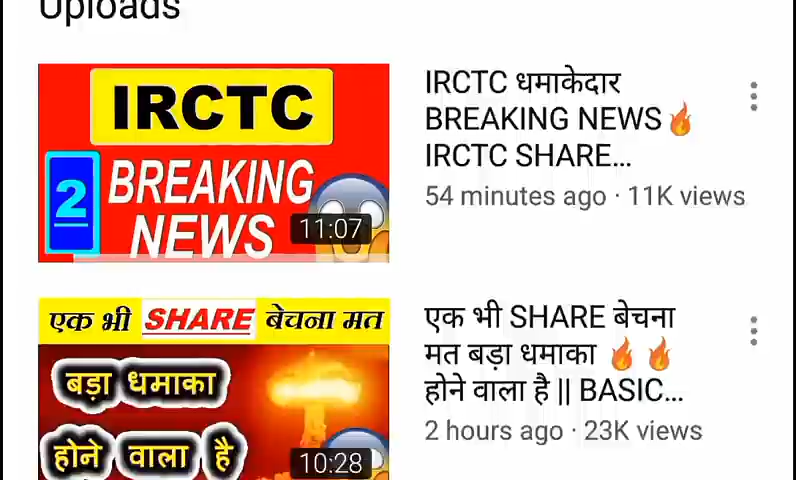 Uploads
IRCTC
2 BREAKING
NEWS
11:07
IRCTC धमाकेदार
BREAKING NEWS🔥
IRCTC SHARE...
54 minutes ago · 11K views
एक भी SHARE बेचना मत
बड़ा धमाका
होने वाला है
10:28
एक भी SHARE बेचना
मत बड़ा धमाका 🔥🔥
होने वाला है || BASIC...
2 hours ago · 23K views